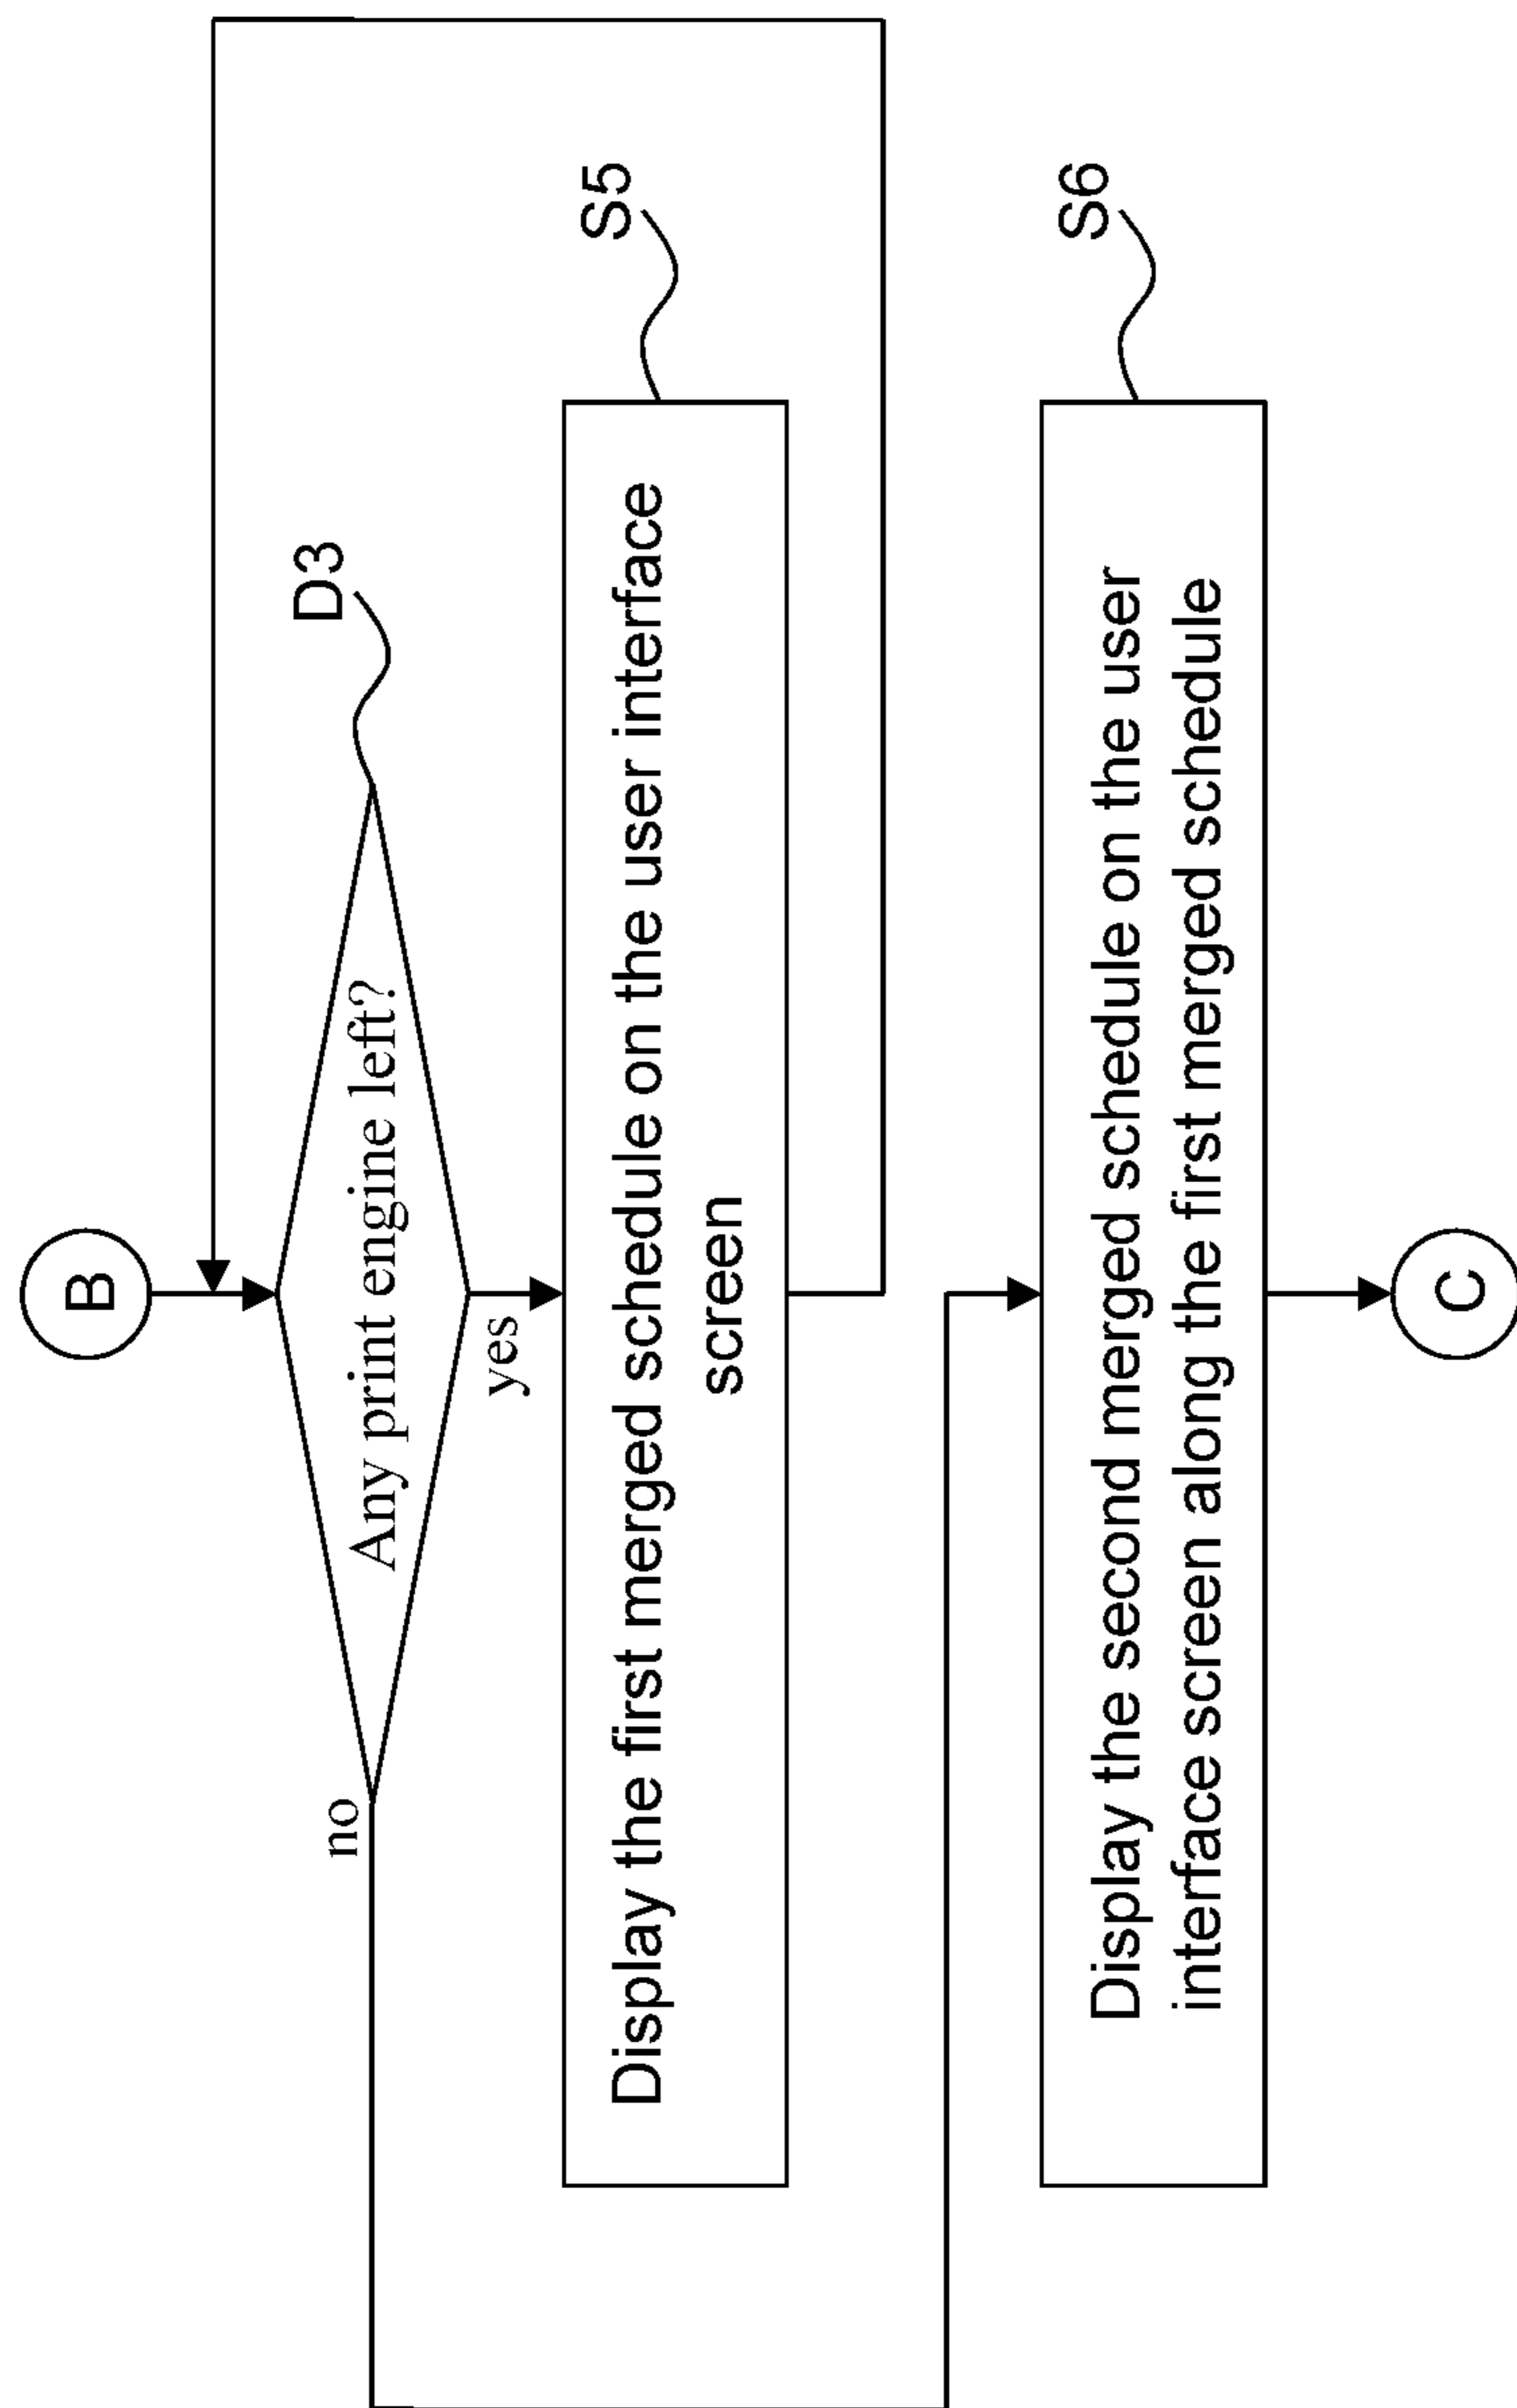 B
D3
Any print engine left?
no
yes
S5
Display the first merged schedule on the user interface
screen
S6
Display the second merged schedule on the user
interface screen along the first merged schedule
C